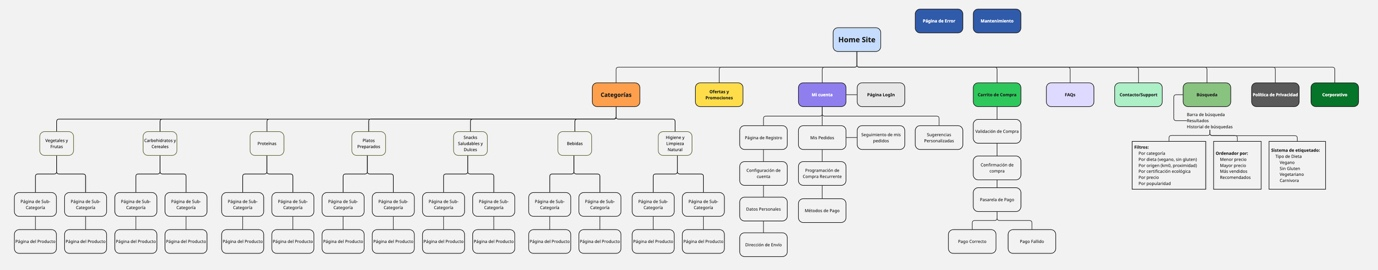 Página de Error
Mantenimiento
Home Site
Categorías
Ofertas y
Promociones
Mi cuenta
Página LogIn
Carrito de Compra
FAQs
Contacto/Support
Búsqueda
Política de Privacidad
Corporativo
Barra de búsqueda
Resultados
Historial de búsquedas
Vegetales y
Frutas
Carbohidratos y
Cereales
Proteínas
Platos
Preparados
Snacks
Saludables y
Dulces
Bebidas
Higiene y
Limpieza
Natural
Página de Registro
Mis Pedidos
Seguimiento de mis
pedidos
Sugerencias
Personalizadas
Validación de Compra
Filtros:
Por categoría
Por dieta (vegano, sin gluten)
Por origen (km0, proximidad)
Por certificación ecológica
Por precio
Por popularidad
Ordenador por:
Menor precio
Mayor precio
Más vendidos
Recomendados
Sistema de etiquetado:
Tipo de Dieta
Vegano
Sin Gluten
Vegetariano
Carnívora
Configuración de
cuenta
Programación de
Compra Recurrente
Confirmación de
compra
Página de Sub-
Categoría
Página de Sub-
Categoría
Página de Sub-
Categoría
Página de Sub-
Categoría
Página de Sub-
Categoría
Página de Sub-
Categoría
Página de Sub-
Categoría
Página de Sub-
Categoría
Página de Sub-
Categoría
Página de Sub-
Categoría
Página de Sub-
Categoría
Página de Sub-
Categoría
Página de Sub-
Categoría
Página de Sub-
Categoría
Datos Personales
Métodos de Pago
Pasarela de Pago
Página del Producto
Página del Producto
Página del Producto
Página del Producto
Página del Producto
Página del Producto
Página del Producto
Página del Producto
Página del Producto
Página del Producto
Página del Producto
Página del Producto
Página del Producto
Página del Producto
Dirección de Envío
Pago Correcto
Pago Fallido